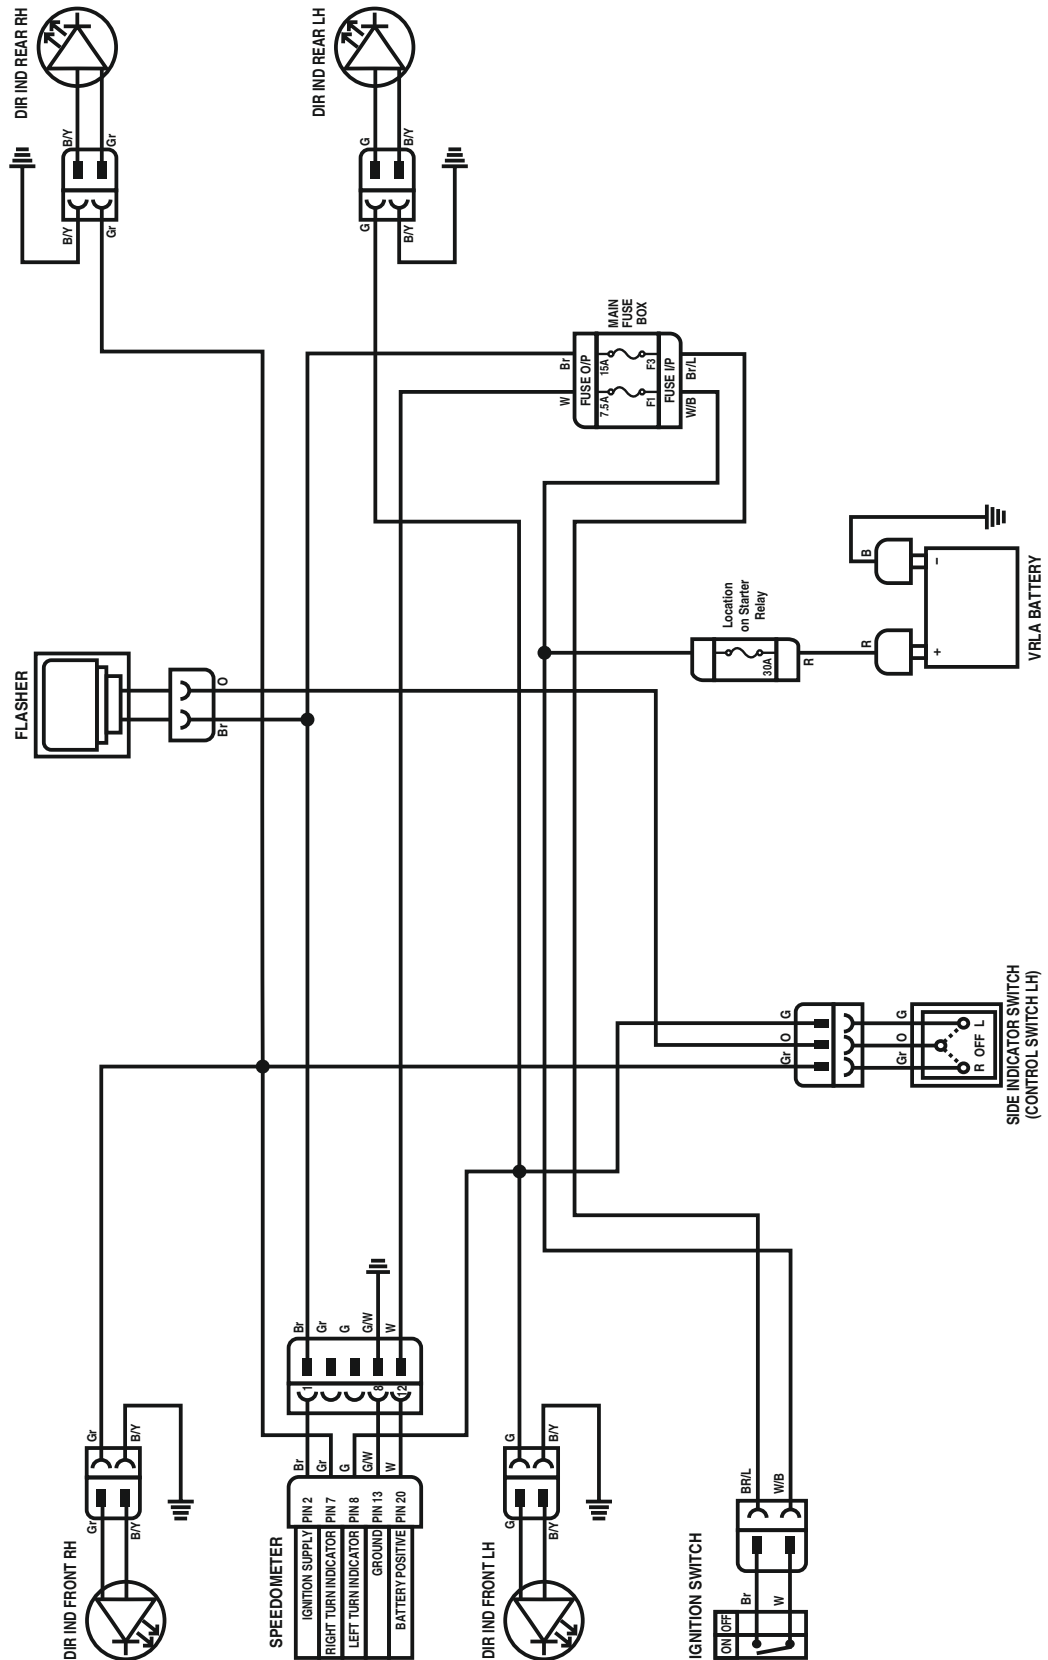 DIR IND REAR RH
B/Y
Gr
B/Y
Gr
DIR IND REAR LH
G
B/Y
G
B/Y
MAIN
FUSE
BOX
Br
W
FUSE O/P
15A
7.5A
F3
F1
FUSE I/P
Br/L
W/B
FLASHER
O
Br
Location
on Starter
Relay
30A
R
R
B
+
-
VRLA BATTERY
Gr
O
G
Gr
O
G
R OFF L
SIDE INDICATOR SWITCH
(CONTROL SWITCH LH)
DIR IND FRONT RH
Gr
B/Y
Gr
B/Y
SPEEDOMETER
IGNITION SUPPLY
PIN 2
RIGHT TURN INDICATOR
PIN 7
LEFT TURN INDICATOR
PIN 8
GROUND
PIN 13
BATTERY POSITIVE
PIN 20
Br
Gr
G
G/W
W
1
8
12
Br
Gr
G
G/W
W
DIR IND FRONT LH
G
B/Y
G
B/Y
IGNITION SWITCH
ON
OFF
Br
W
BR/L
W/B